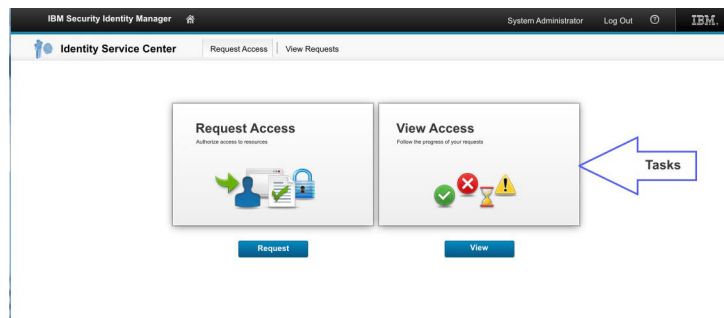 IBM Security Identity Manager
System Administrator
Log Out
?
IBM.
Identity Service Center
Request Access
View Requests
Request Access
Authorize access to resources
View Access
Follow the progress of your requests
Tasks
Request
View